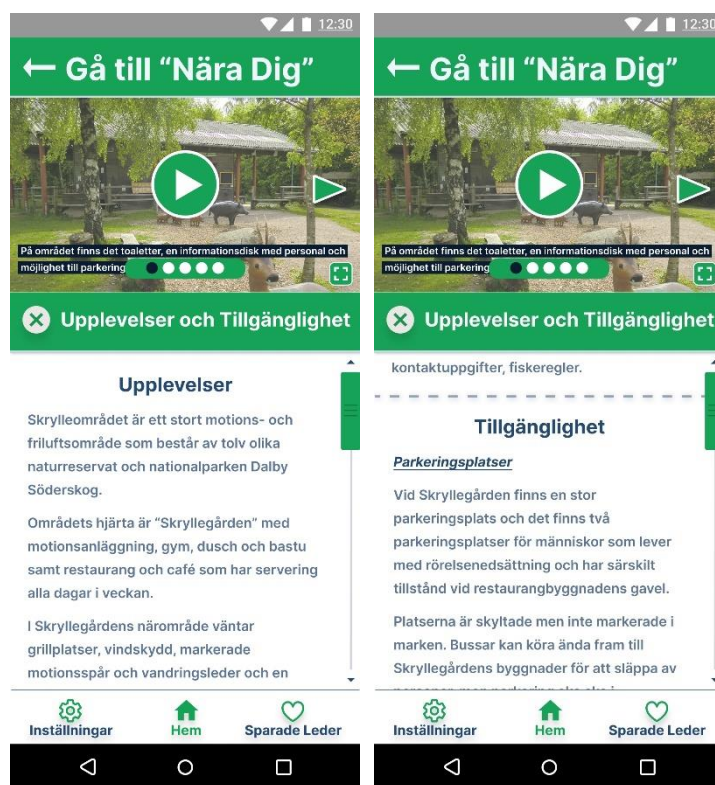 12:30
← Gå till “Nära Dig”
På området finns det toaletter, en informationsdisk med personal och
möjlighet till parkering
Upplevelser och Tillgänglighet
Upplevelser
Skrylleområdet är ett stort motions- och
friluftsområde som består av tolv olika
naturreservat och nationalparken Dalby
Söderskog.
Områdets hjärta är “Skryllegården” med
motionsanläggning, gym, dusch och bastu
samt restaurang och café som har servering
alla dagar i veckan.
I Skryllegårdens närområde väntar
grillplatser, vindskydd, markerade
motionsspår och vandringsleder och en
Inställningar
Hem
Sparade Leder
12:30
← Gå till “Nära Dig”
På området finns det toaletter, en informationsdisk med personal och
möjlighet till parkering
Upplevelser och Tillgänglighet
kontaktuppgifter, fiskeregler.
Tillgänglighet
Parkeringsplatser
Vid Skryllegården finns en stor
parkeringsplats och det finns två
parkeringsplatser för människor som lever
med rörelsenedsättning och har särskilt
tillstånd vid restaurangbyggnadens gavel.
Platserna är skyltade men inte markerade i
marken. Bussar kan köra ända fram till
Skryllegårdens byggnader för att släppa av
Inställningar
Hem
Sparade Leder